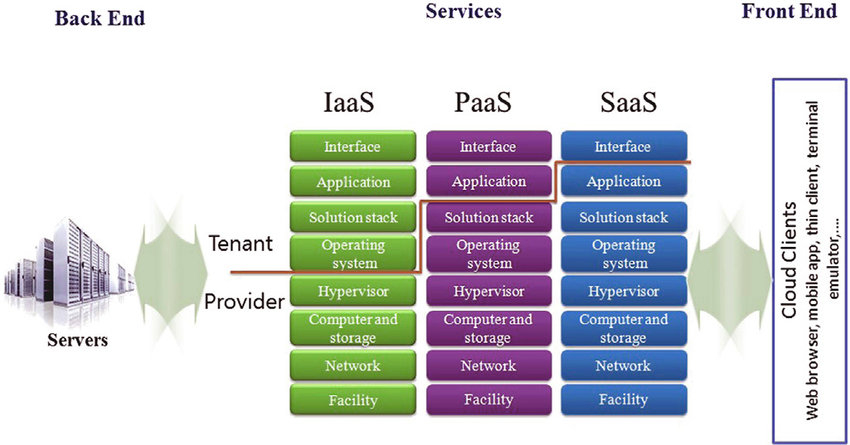 Back End
Services
Front End
IaaS
PaaS
SaaS
Interface
Interface
Interface
Application
Application
Application
Solution stack
Solution stack
Solution stack
Tenant
Operating
system
Operating
system
Operating
system
Provider
Hypervisor
Hypervisor
Hypervisor
Computer and
storage
Computer and
storage
Computer and
storage
Network
Network
Network
Facility
Facility
Facility
Servers
Cloud Clients
Web browser, mobile app, thin client, terminal
emulator,....